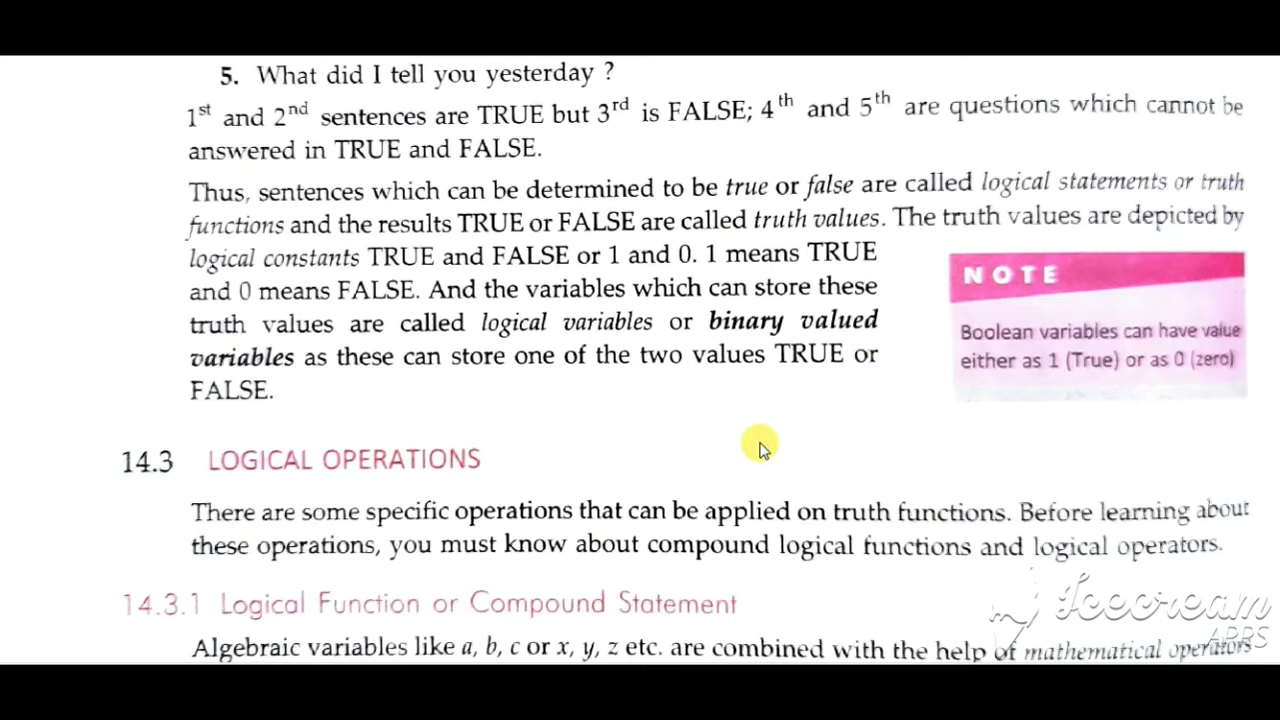 5. What did I tell you yesterday ?
1st and 2nd sentences are TRUE but 3rd is FALSE; 4th and 5th are questions which cannot be
answered in TRUE and FALSE.
Thus, sentences which can be determined to be true or false are called logical statements or truth
functions and the results TRUE or FALSE are called truth values. The truth values are depicted by
logical constants TRUE and FALSE or 1 and 0. 1 means TRUE
and 0 means FALSE. And the variables which can store these
truth values are called logical variables or binary valued
variables as these can store one of the two values TRUE or
FALSE.
NOTE
Boolean variables can have value
either as 1 (True) or as 0 (zero)
14.3 LOGICAL OPERATIONS
There are some specific operations that can be applied on truth functions. Before learning about
these operations, you must know about compound logical functions and logical operators.
14.3.1 Logical Function or Compound Statement
Algebraic variables like a, b, c or x, y, z etc. are combined with the help of mathematical operators
Icecream
APPS